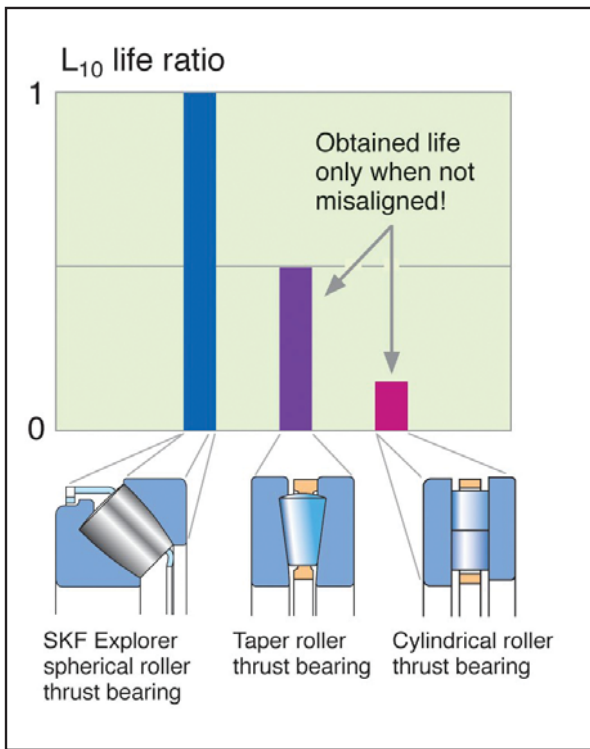 L₁₀ life ratio
1
Obtained life
only when not
misaligned!
0
SKF Explorer
spherical roller
thrust bearing
Taper roller
thrust bearing
Cylindrical roller
thrust bearing